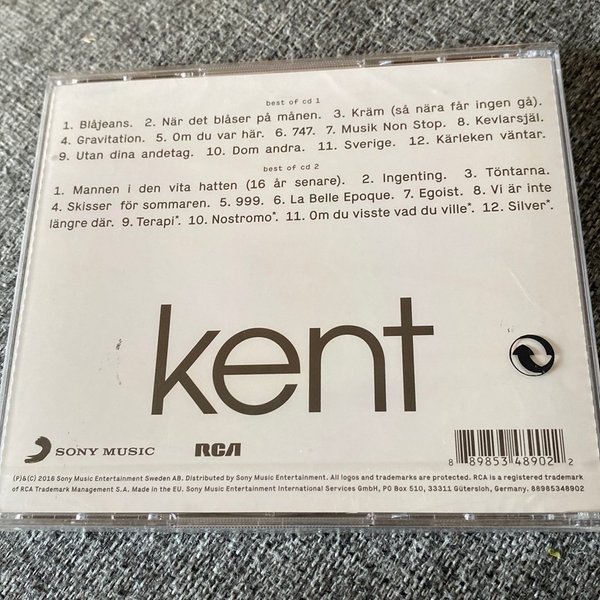 best of cd 1
1. Blåjeans. 2. När det blåser på månen. 3. Kräm (så nära får ingen gå).
4. Gravitation. 5. Om du var här. 6. 747. 7. Musik Non Stop. 8. Kevlarsjäl.
9. Utan dina andetag. 10. Dom andra. 11. Sverige. 12. Kärleken väntar.
best of cd 2
1. Mannen i den vita hatten (16 år senare). 2. Ingenting. 3. Töntarna.
4. Skisser för sommaren. 5. 999. 6. La Belle Epoque. 7. Egoist. 8. Vi är inte
längre där. 9. Terapi*. 10. Nostromo*. 11. Om du visste vad du ville*. 12. Silver*.
kent
SONY MUSIC
RCA
8 89853 48902 2
(P)&(C) 2016 Sony Music Entertainment Sweden AB. Distributed by Sony Music Entertainment. All logos and trademarks are protected. RCA is a registered trademark
of RCA Trademark Management S.A. Made in the EU. Sony Music Entertainment International Services GmbH, PO Box 510, 33311 Gütersloh, Germany. 88985348902